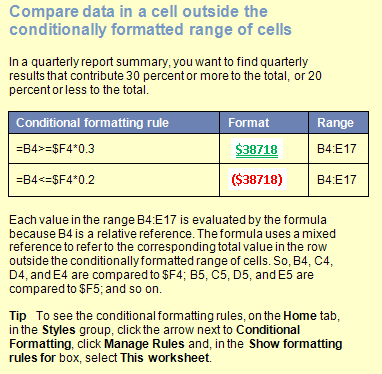 Compare data in a cell outside the
conditionally formatted range of cells
In a quarterly report summary, you want to find quarterly
results that contribute 30 percent or more to the total, or 20
percent or less to the total.
Conditional formatting rule Format Range
=B4>=$F4*0.3 $38718 B4:E17
=B4<=$F4*0.2 ($38718) B4:E17
Each value in the range B4:E17 is evaluated by the formula
because B4 is a relative reference. The formula uses a mixed
reference to refer to the corresponding total value in the row
outside the conditionally formatted range of cells. So, B4, C4,
D4, and E4 are compared to $F4; B5, C5, D5, and E5 are
compared to $F5; and so on.
Tip To see the conditional formatting rules, on the Home tab,
in the Styles group, click the arrow next to Conditional
Formatting, click Manage Rules and, in the Show formatting
rules for box, select This worksheet.